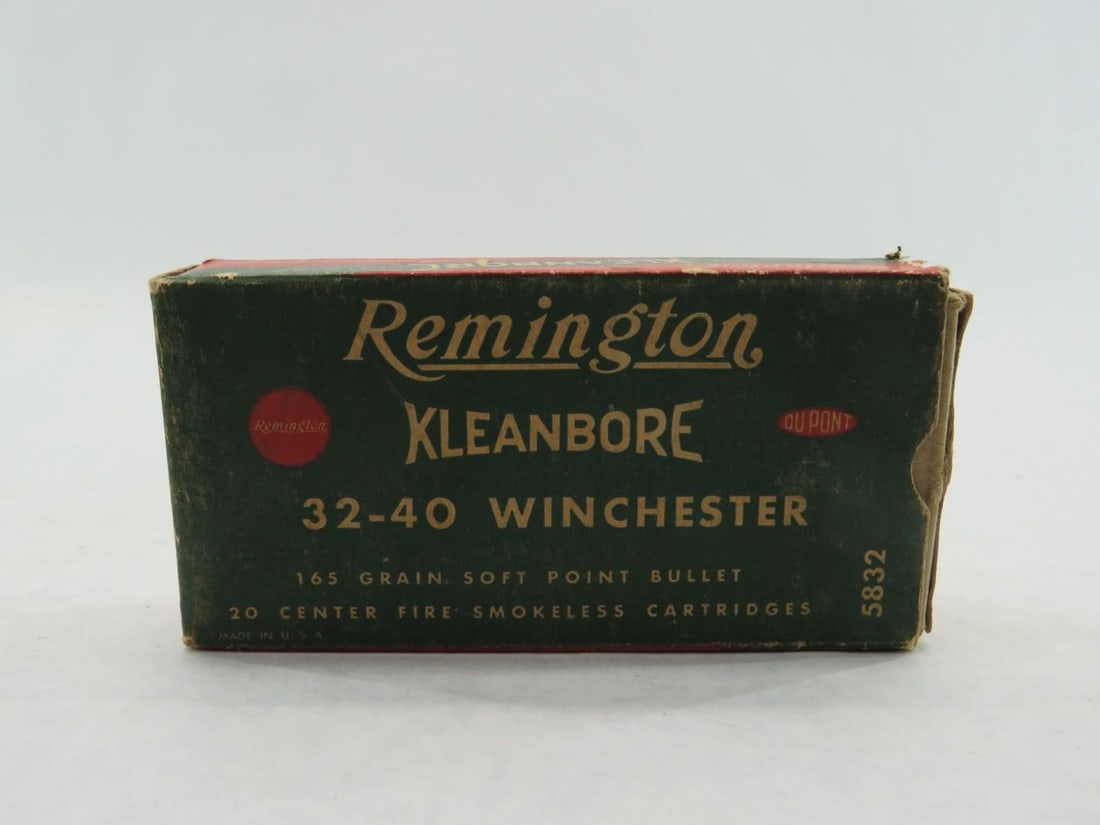 KLEANBORE
Remington
Remington
KLEANBORE
DU PONT
32-40 WINCHESTER
165 GRAIN SOFT POINT BULLET
20 CENTER FIRE SMOKELESS CARTRIDGES
5832
MADE IN U.S.A